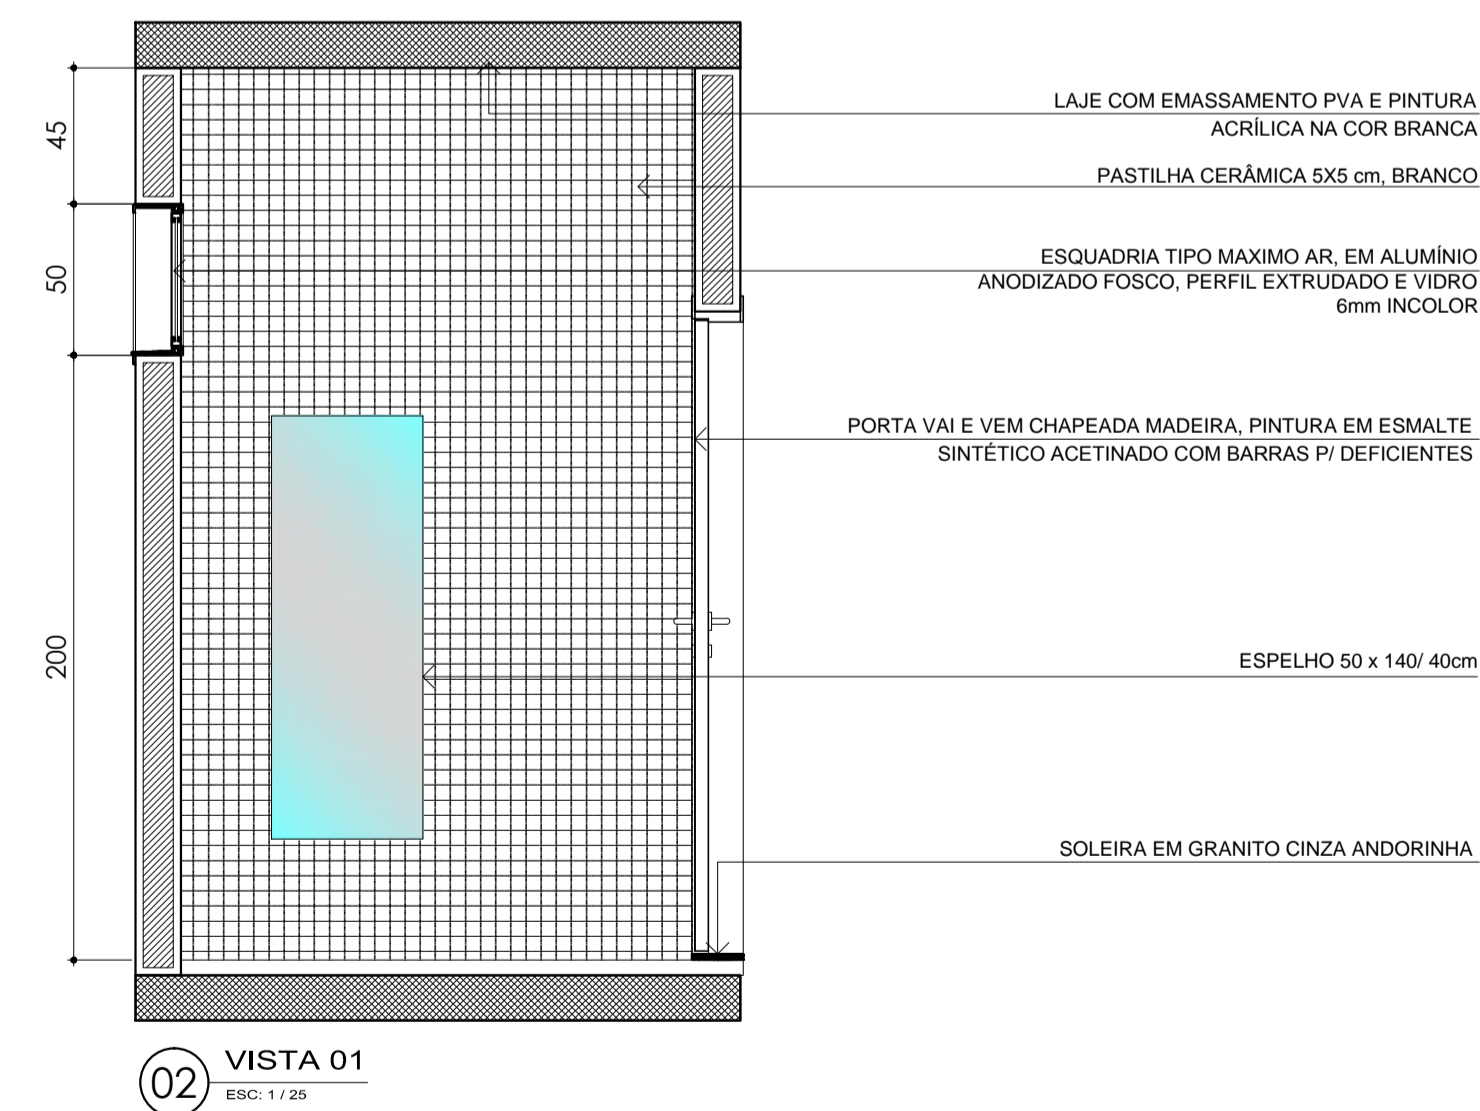 45
50
200
LAJE COM EMASSAMENTO PVA E PINTURA
ACRÍLICA NA COR BRANCA
PASTILHA CERÂMICA 5X5 cm, BRANCO
ESQUADRIA TIPO MAXIMO AR, EM ALUMÍNIO
ANODIZADO FOSCO, PERFIL EXTRUDADO E VIDRO
6mm INCOLOR
PORTA VAI E VEM CHAPEADA MADEIRA, PINTURA EM ESMALTE
SINTÉTICO ACETINADO COM BARRAS P/ DEFICIENTES
ESPELHO 50 x 140/ 40cm
SOLEIRA EM GRANITO CINZA ANDORINHA
02
VISTA 01
ESC: 1 / 25